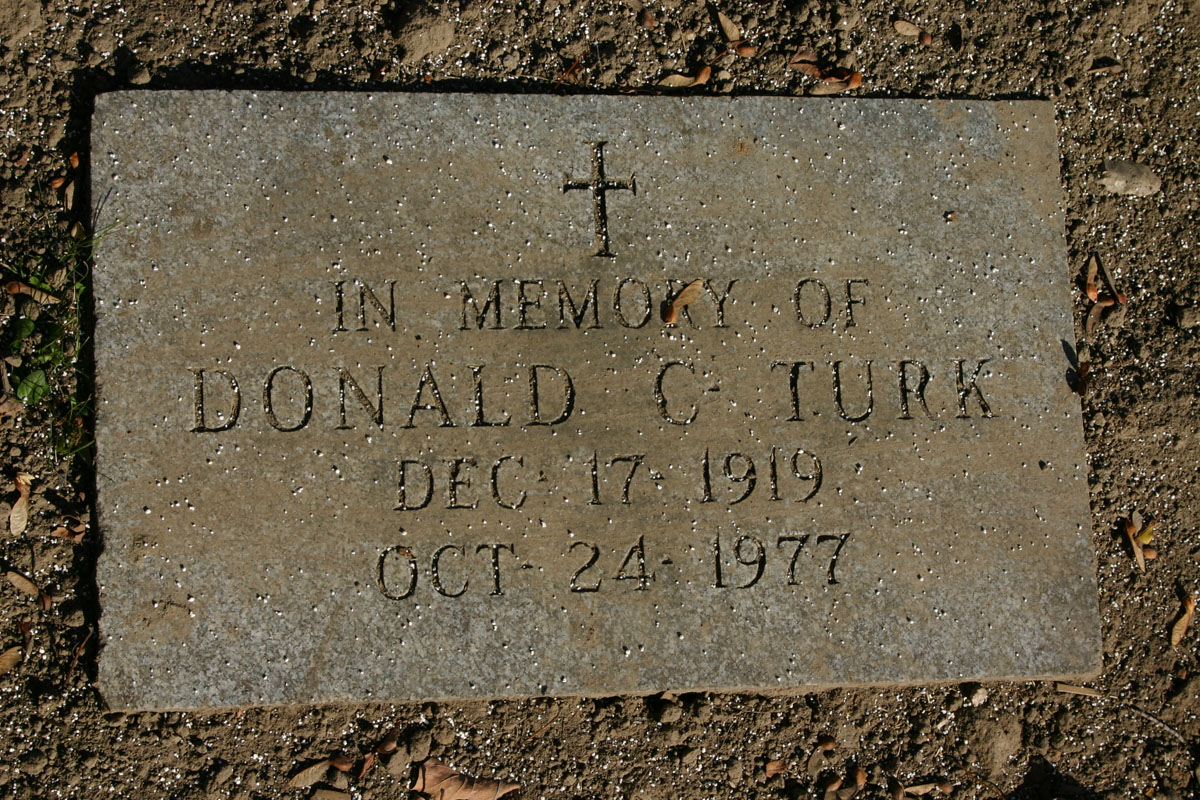 IN MEMORY OF
DONALD C. TURK
DEC. 17. 1919
OCT. 24. 1977